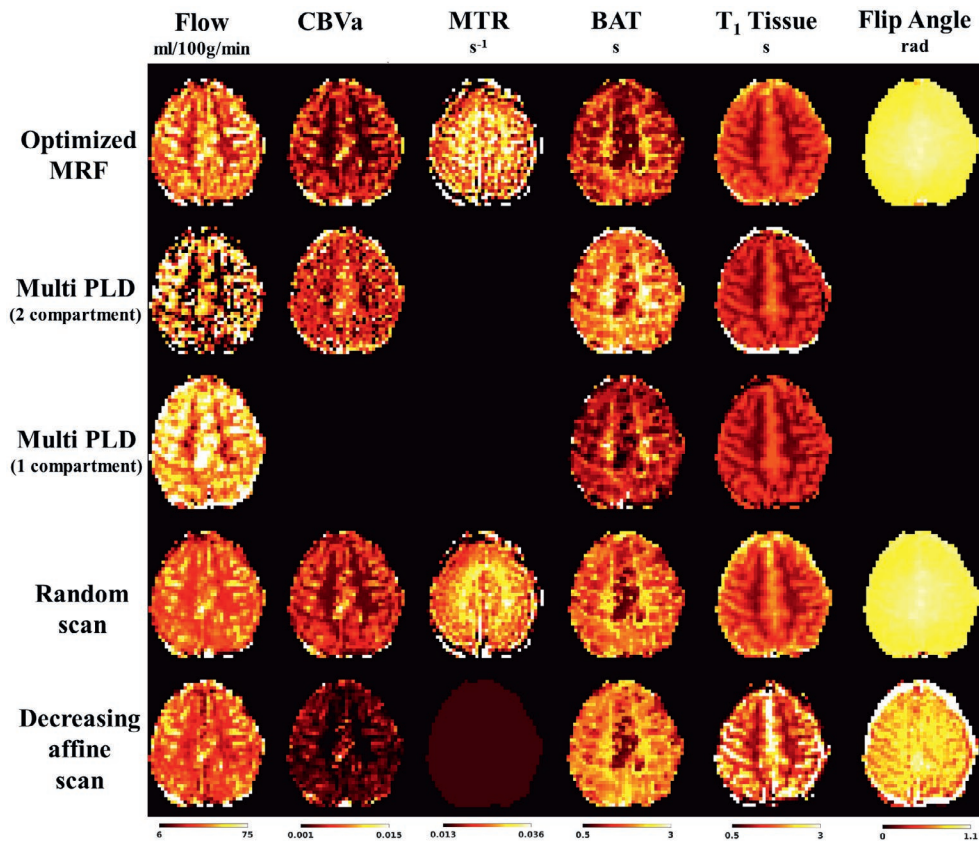 Flow CBVa MTR BAT T₁ Tissue Flip Angle
ml/100g/min s⁻¹ s s rad
Optimized
MRF
Multi PLD
(2 compartment)
Multi PLD
(1 compartment)
Random
scan
Decreasing
affine
scan
6 75 0.001 0.015 0.013 0.036 0.5 3 0.5 3 0 1.1